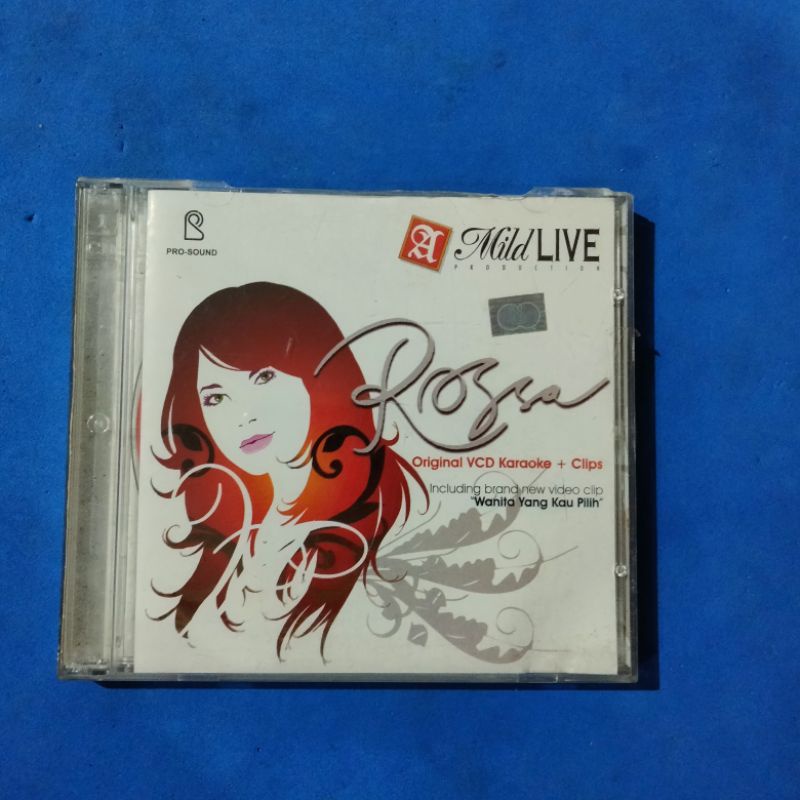 PRO-SOUND
A Mild LIVE
PRODUCTION
Rossa
Original VCD Karaoke + Clips
Including brand new video clip
"Wanita Yang Kau Pilih"